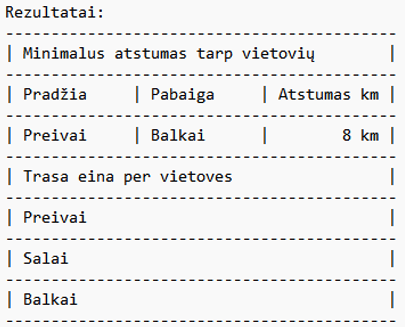 Rezultatai:
---------------------------------------------
| Minimalus atstumas tarp vietovių |
---------------------------------------------
| Pradžia | Pabaiga | Atstumas km |
---------------------------------------------
| Preivai | Balkai | 8 km |
---------------------------------------------
| Trasa eina per vietoves |
---------------------------------------------
| Preivai |
---------------------------------------------
| Salai |
---------------------------------------------
| Balkai |
---------------------------------------------